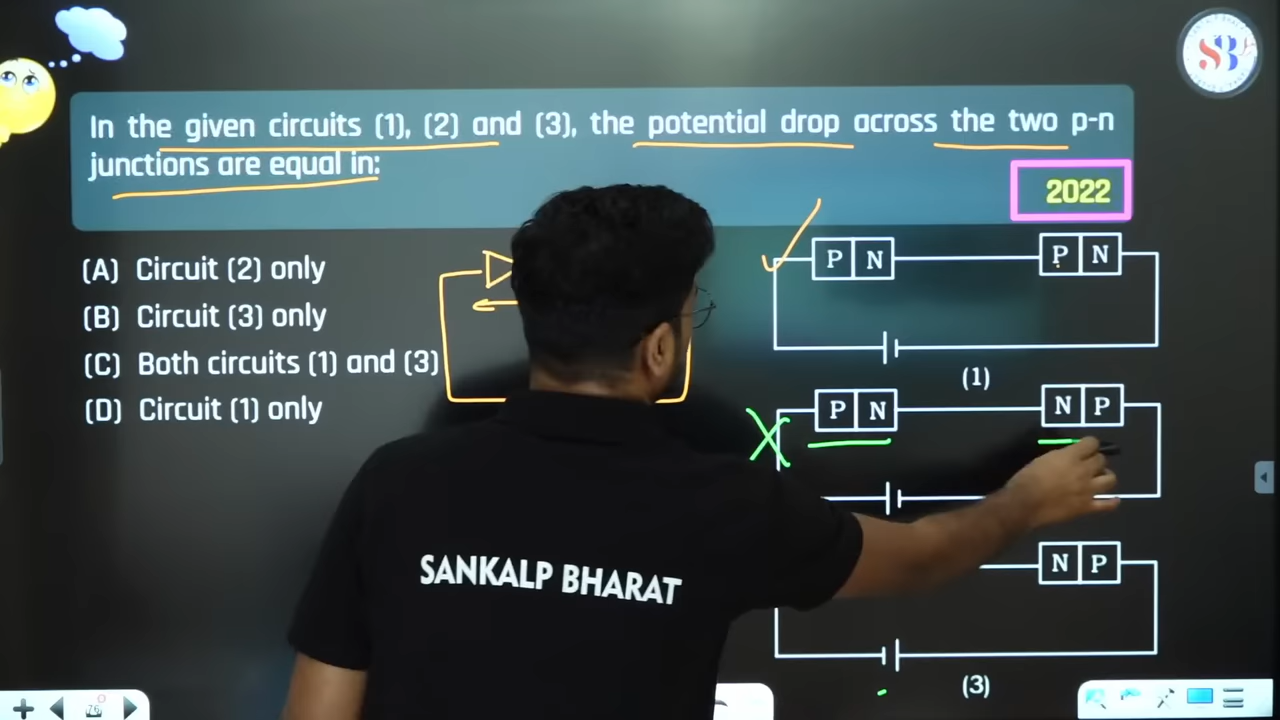 In the given circuits (1), (2) and (3), the potential drop across the two p-n
junctions are equal in:
2022
(A) Circuit (2) only
(B) Circuit (3) only
(C) Both circuits (1) and (3)
(D) Circuit (1) only
P N
P N
(1)
P N
N P
N P
(3)
SANKALP BHARAT
SB